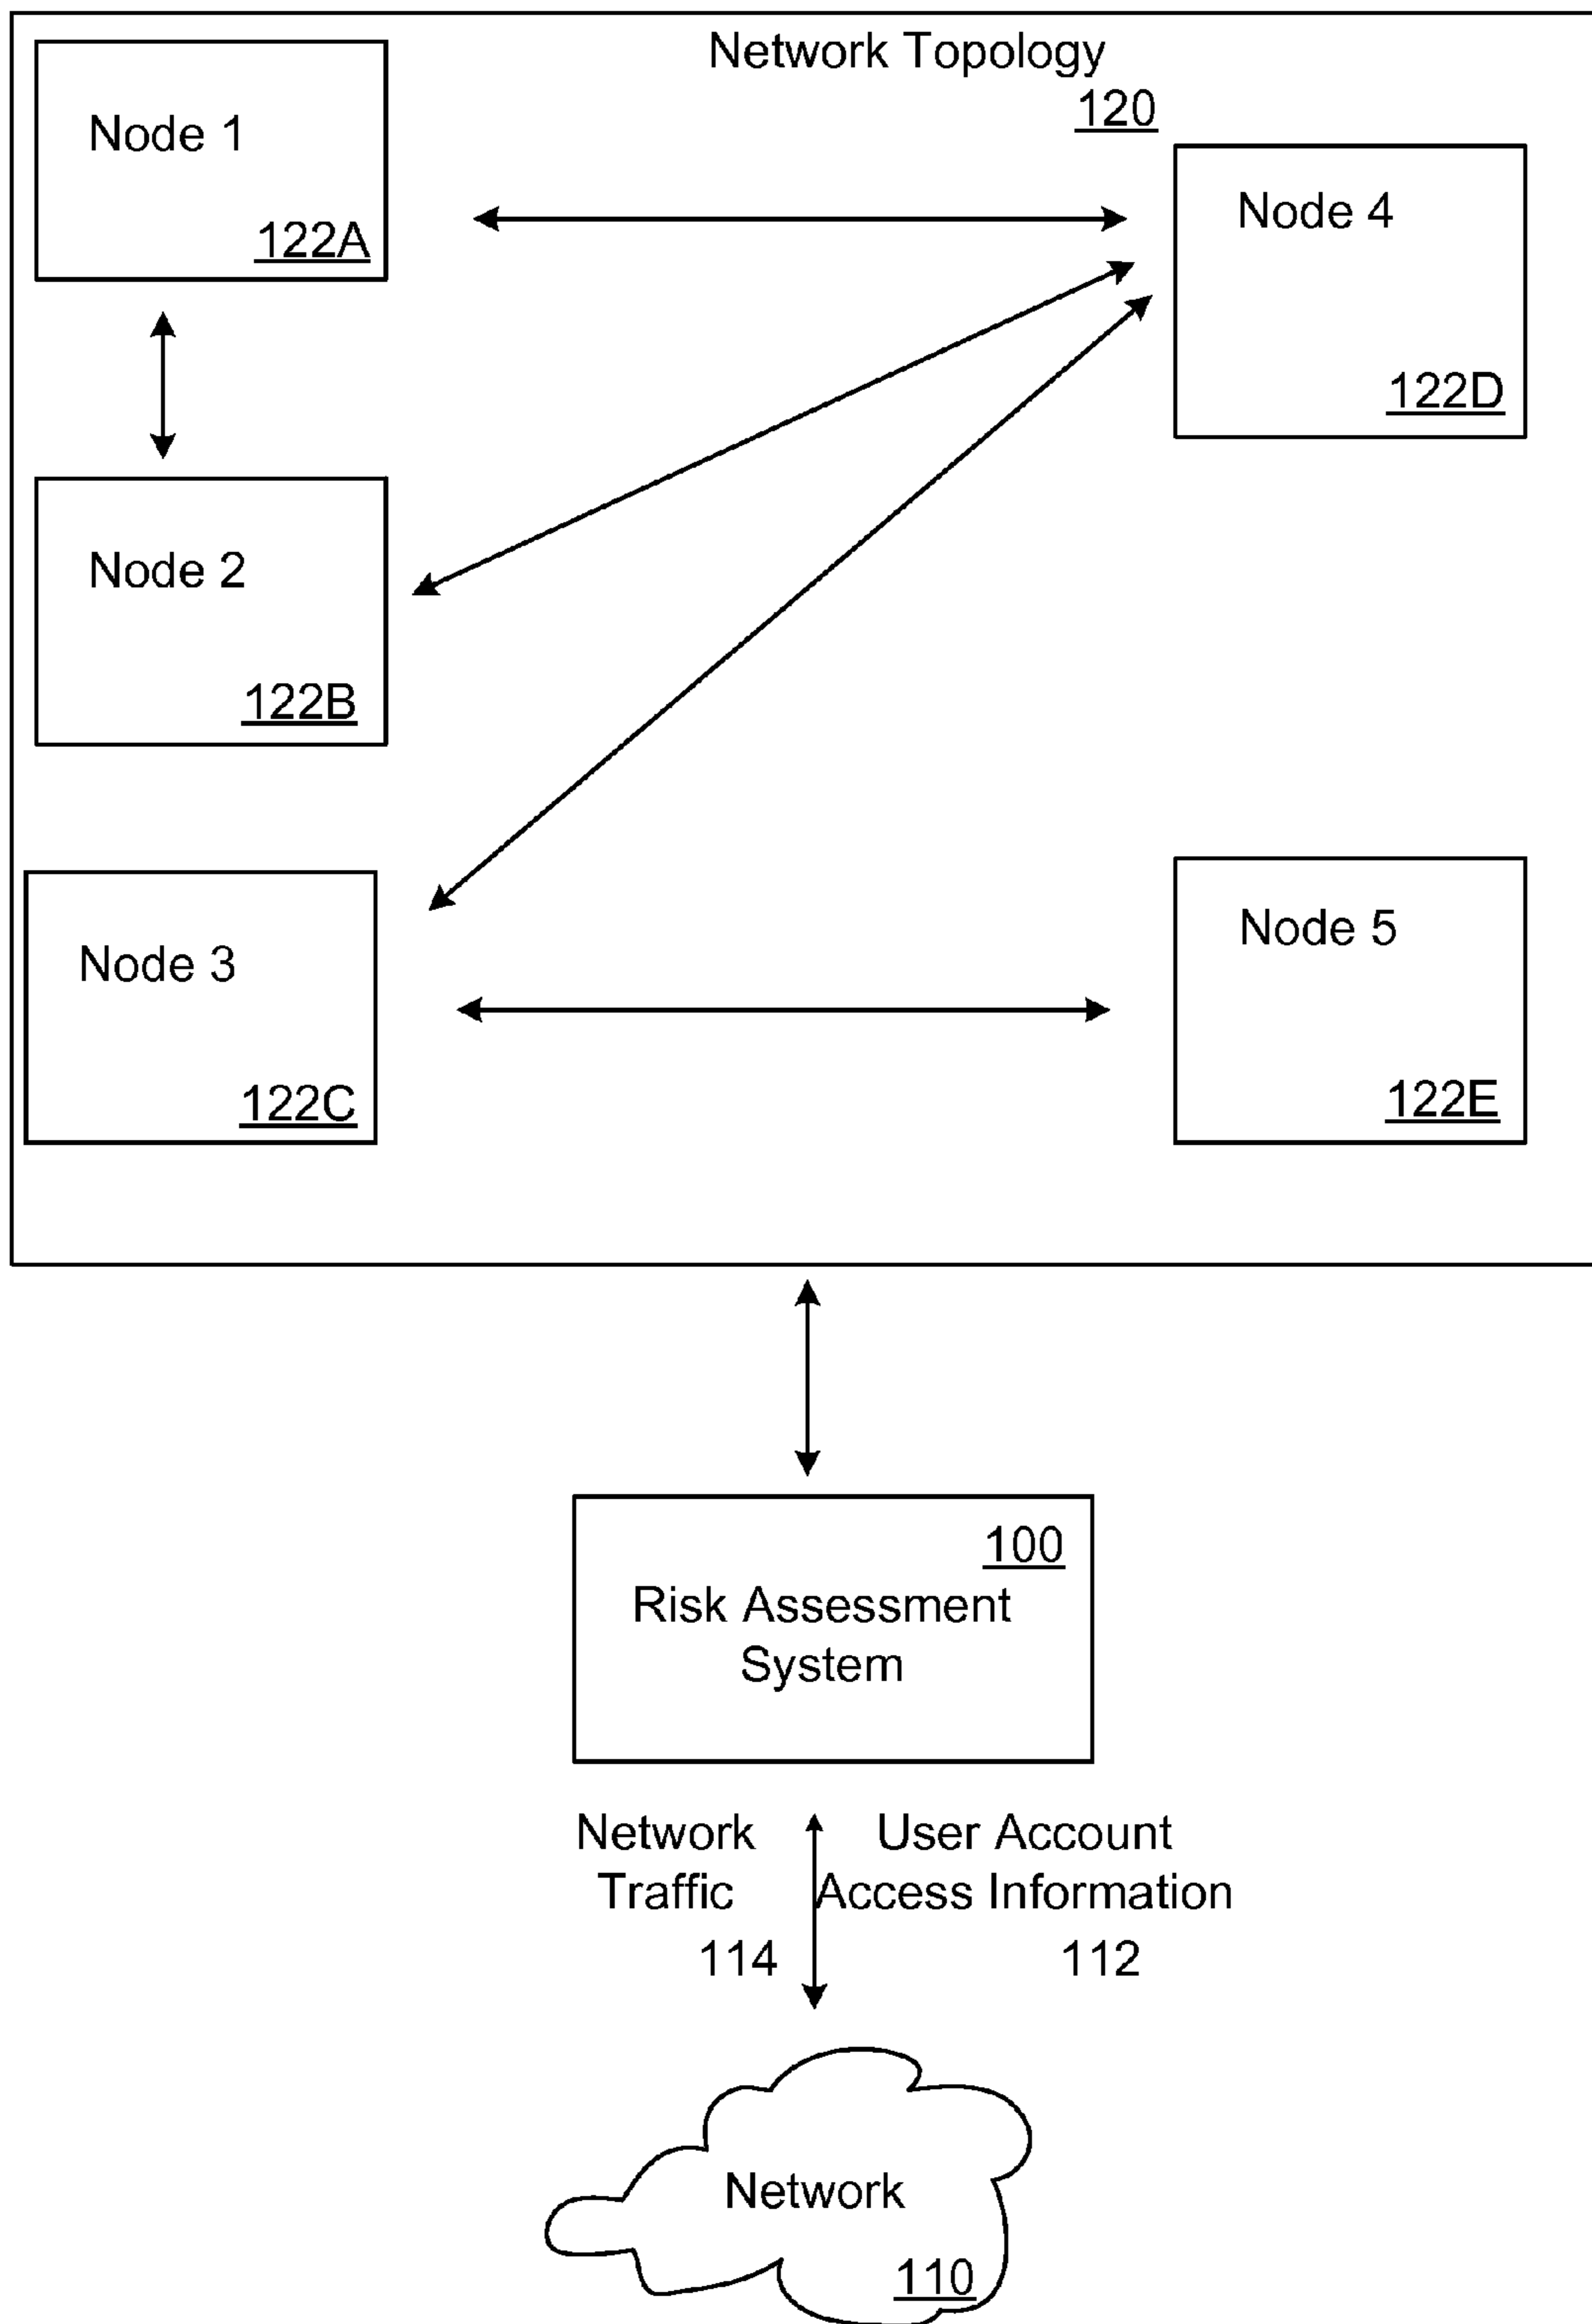 Network Topology
120
Node 1
122A
Node 4
122D
Node 2
122B
Node 3
122C
Node 5
122E
100
Risk Assessment
System
Network
Traffic
114
User Account
Access Information
112
Network
110